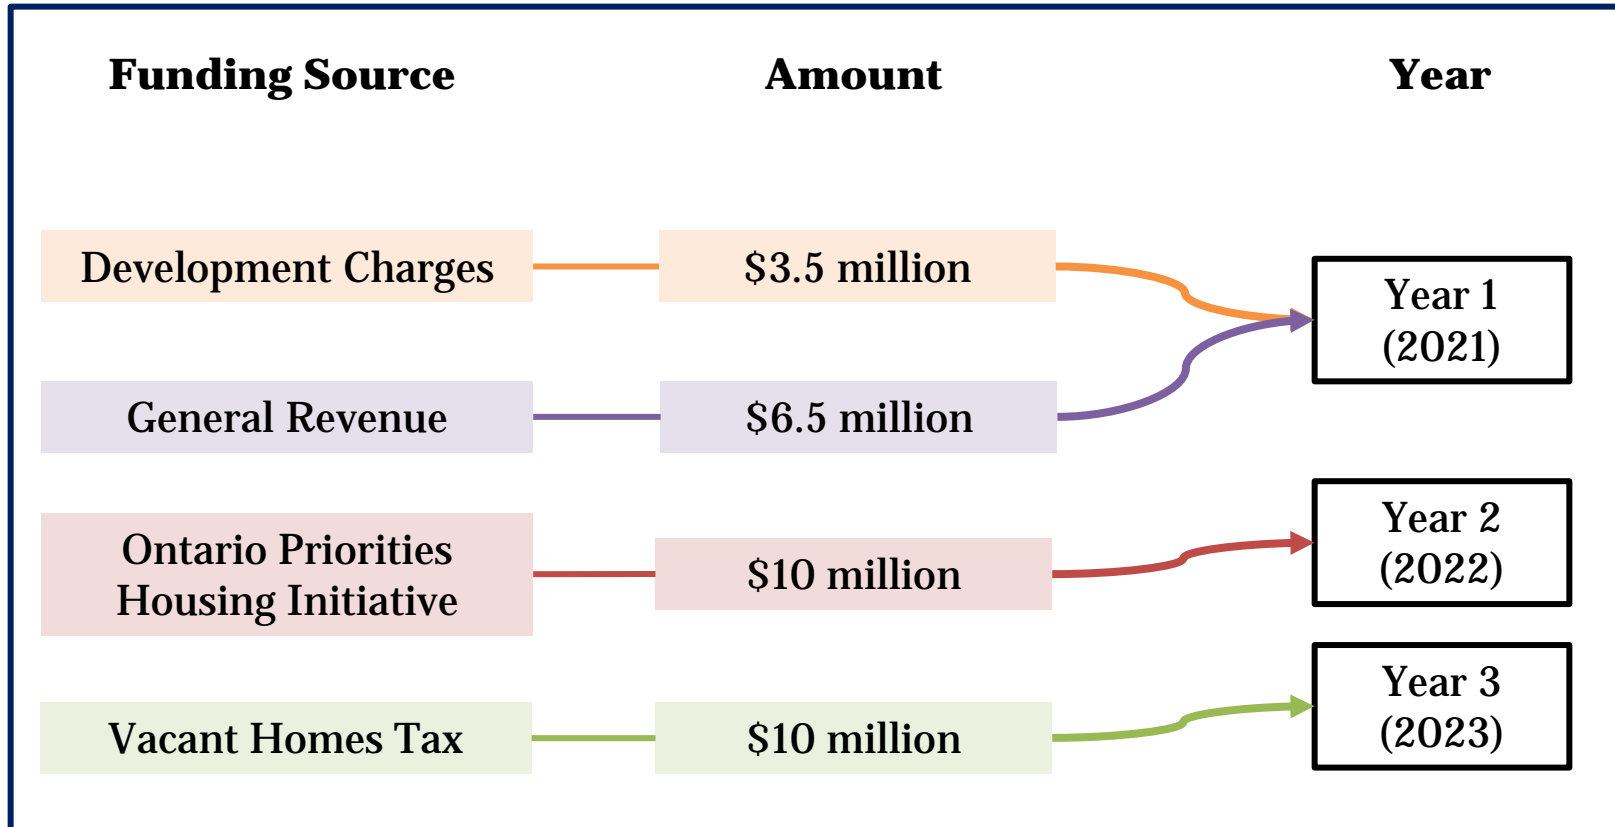 Funding Source
Amount
Year
Development Charges
$3.5 million
Year 1
(2021)
General Revenue
$6.5 million
Ontario Priorities
Housing Initiative
$10 million
Year 2
(2022)
Vacant Homes Tax
$10 million
Year 3
(2023)